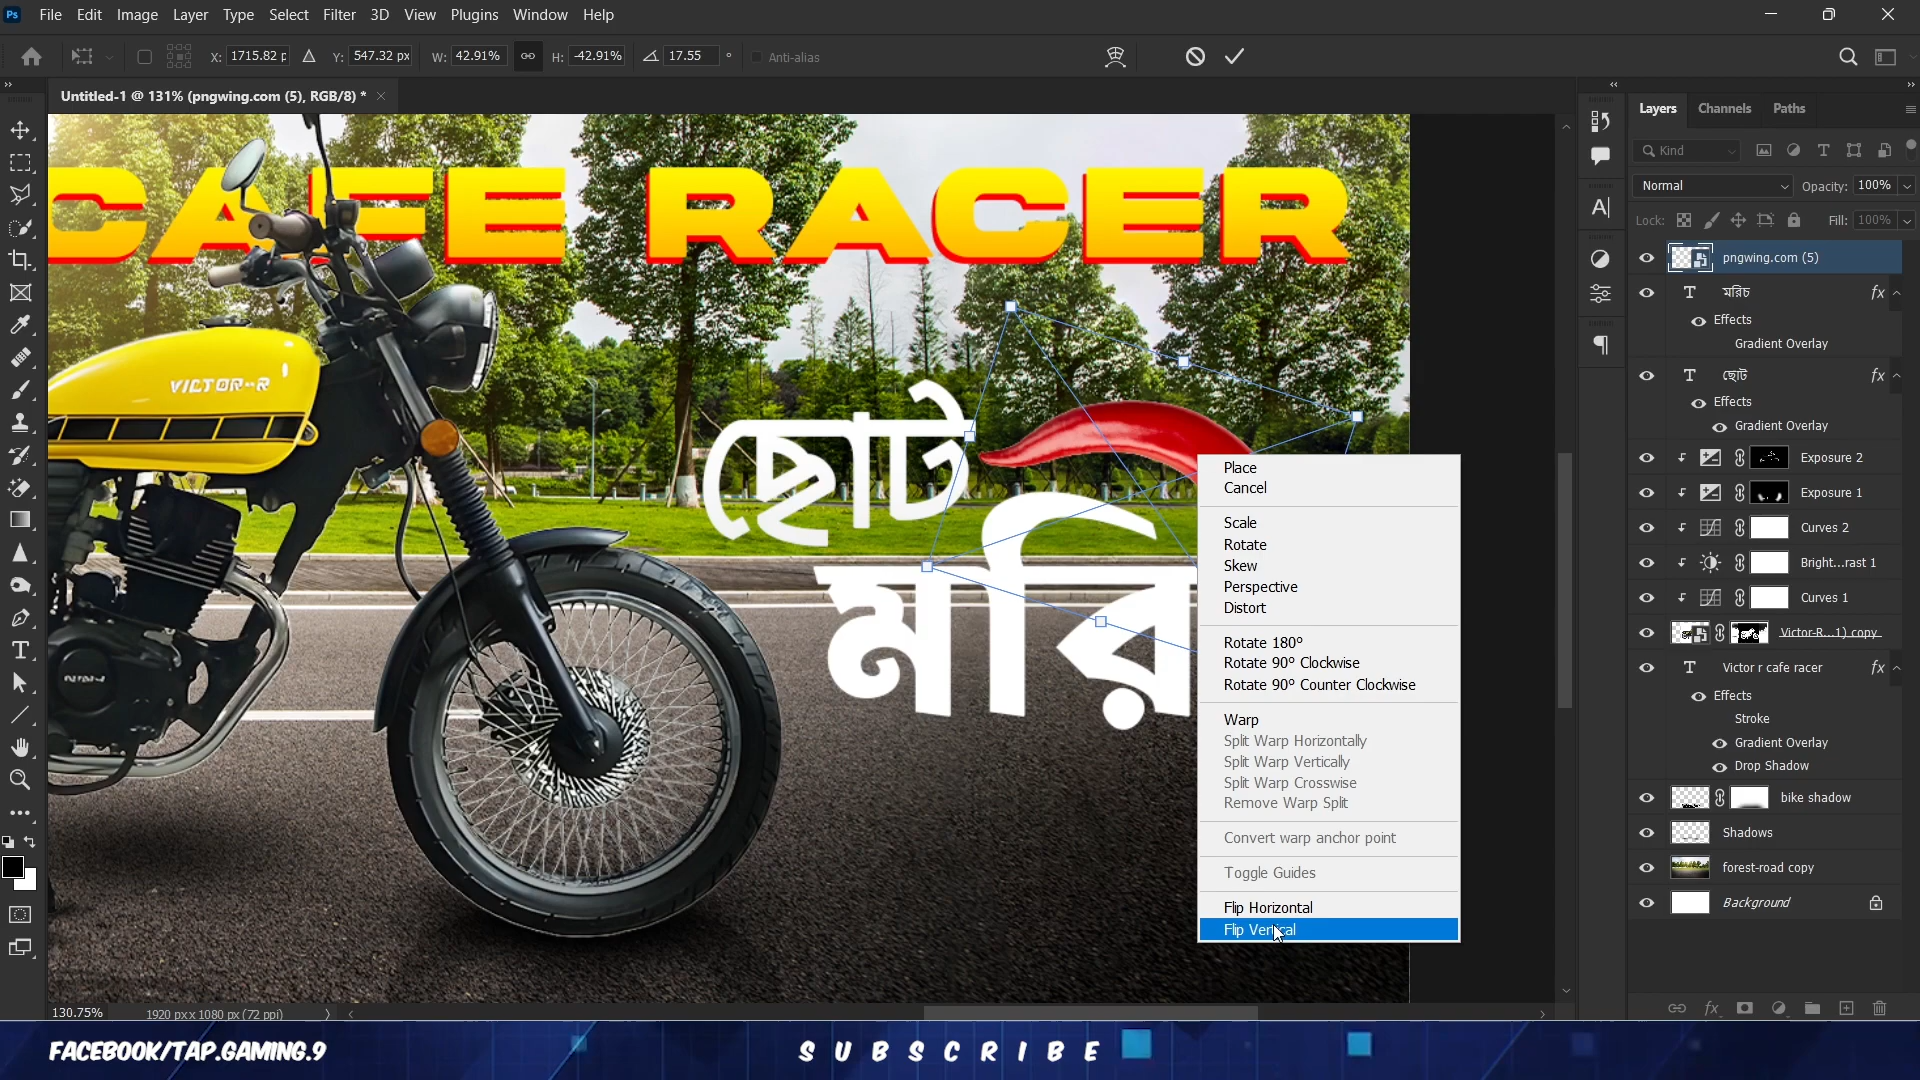 Ps File Edit Image Layer Type Select Filter 3D View Plugins Window Help
X: 1715.82 p Y: 547.32 px W: 42.91% H: -42.91% 17.55 ° Anti-alias
Untitled-1 @ 131% (pngwing.com (5), RGB/8) *
CAFE RACER
VICTOR-R
ছোট
মরি
Place
Cancel
Scale
Rotate
Skew
Perspective
Distort
Rotate 180°
Rotate 90° Clockwise
Rotate 90° Counter Clockwise
Warp
Split Warp Horizontally
Split Warp Vertically
Split Warp Crosswise
Remove Warp Split
Convert warp anchor point
Toggle Guides
Flip Horizontal
Flip Vertical
Layers Channels Paths
Kind
Normal Opacity: 100%
Lock: Fill: 100%
pngwing.com (5)
T মরিচ fx
Effects
Gradient Overlay
T ছোট fx
Effects
Gradient Overlay
Exposure 2
Exposure 1
Curves 2
Bright...rast 1
Curves 1
Victor-R...1) copy
T Victor r cafe racer fx
Effects
Stroke
Gradient Overlay
Drop Shadow
bike shadow
Shadows
forest-road copy
Background
130.75% 1920 px x 1080 px (72 ppi)
FACEBOOK/TAP.GAMING.9
SUBSCRIBE